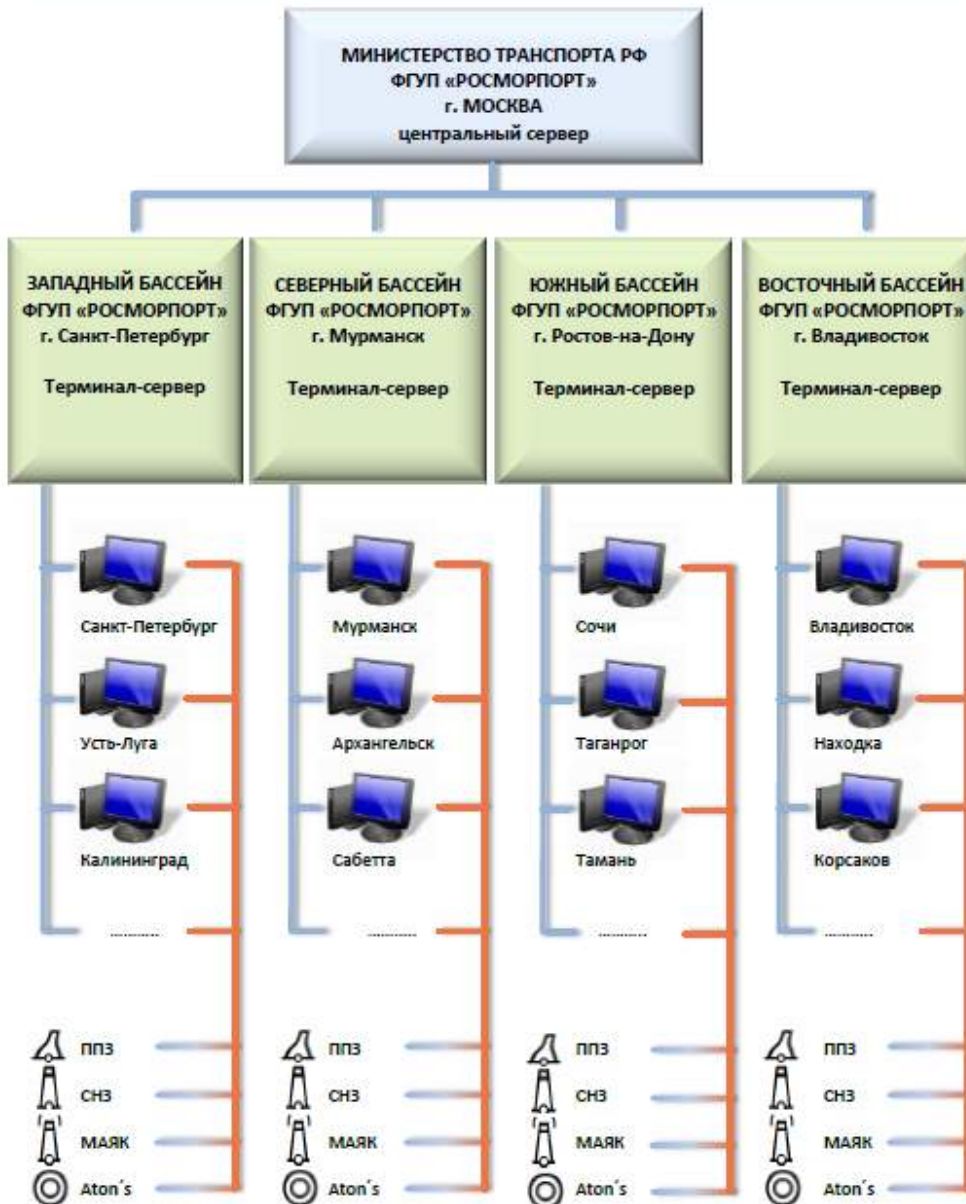 МИНИСТЕРСТВО ТРАНСПОРТА РФ
ФГУП «РОСМОРПОРТ»
г. МОСКВА
центральный сервер
ЗАПАДНЫЙ БАССЕЙН
ФГУП «РОСМОРПОРТ»
г. Санкт-Петербург
Терминал-сервер
СЕВЕРНЫЙ БАССЕЙН
ФГУП «РОСМОРПОРТ»
г. Мурманск
Терминал-сервер
ЮЖНЫЙ БАССЕЙН
ФГУП «РОСМОРПОРТ»
г. Ростов-на-Дону
Терминал-сервер
ВОСТОЧНЫЙ БАССЕЙН
ФГУП «РОСМОРПОРТ»
г. Владивосток
Терминал-сервер
Санкт-Петербург
Усть-Луга
Калининград
..........
ППЗ
СНЗ
МАЯК
Aton´s
Мурманск
Архангельск
Сабетта
..........
ППЗ
СНЗ
МАЯК
Aton´s
Сочи
Таганрог
Тамань
..........
ППЗ
СНЗ
МАЯК
Aton´s
Владивосток
Находка
Корсаков
..........
ППЗ
СНЗ
МАЯК
Aton´s